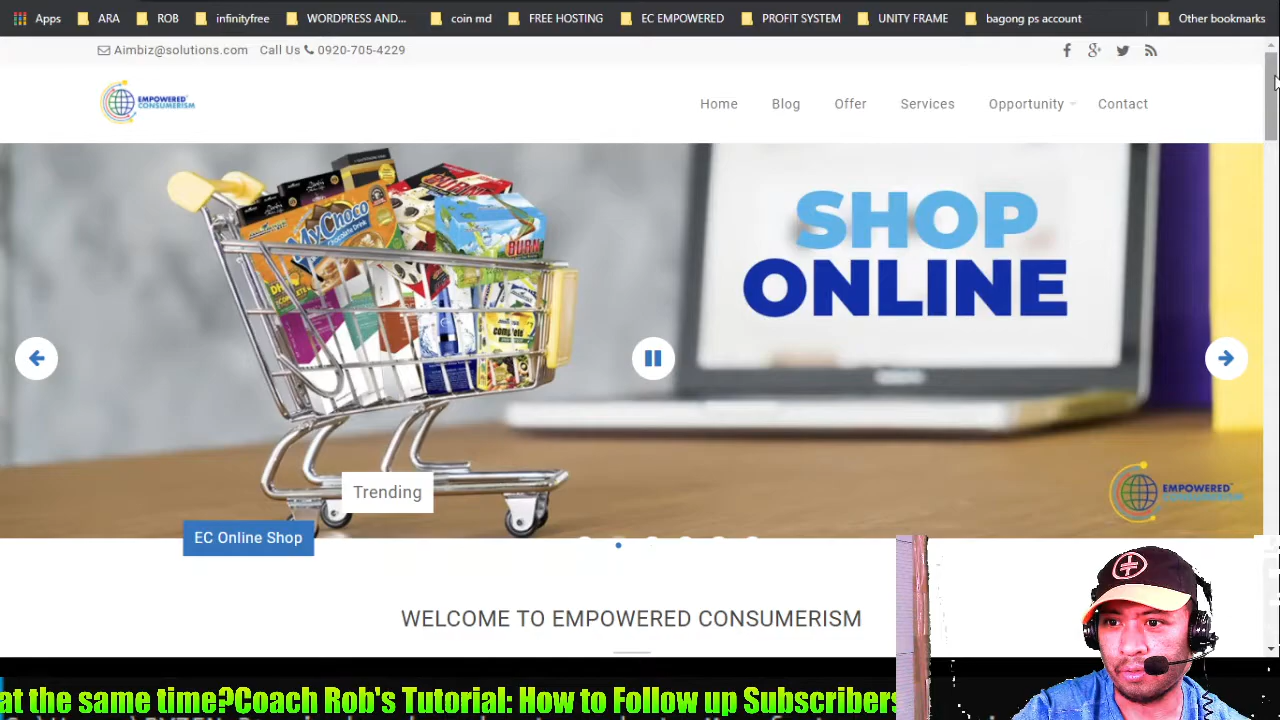 Apps ARA ROB infinityfree WORDPRESS AND... coin md FREE HOSTING EC EMPOWERED PROFIT SYSTEM UNITY FRAME bagong ps account Other bookmarks
Aimbiz@solutions.com Call Us 0920-705-4229
EMPOWERED CONSUMERISM
Home Blog Offer Services Opportunity Contact
SHOP
ONLINE
MyChoco
BURN
complete
EMPOWERED
CONSUMERISM
Trending
EC Online Shop
WELCOME TO EMPOWERED CONSUMERISM
at the same time?Coach Rob's Tutorial: How to Follow up Subscribers